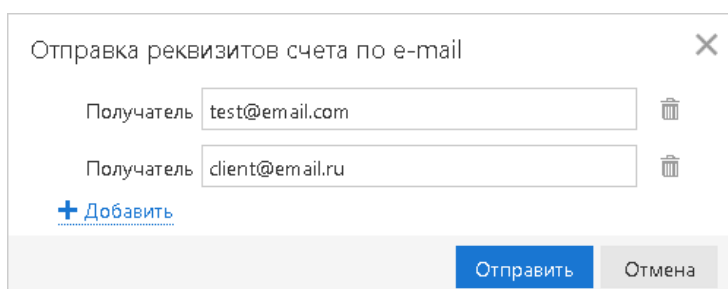 Отправка реквизитов счета по e-mail
Получатель test@email.com
Получатель client@email.ru
Добавить
Отправить Отмена